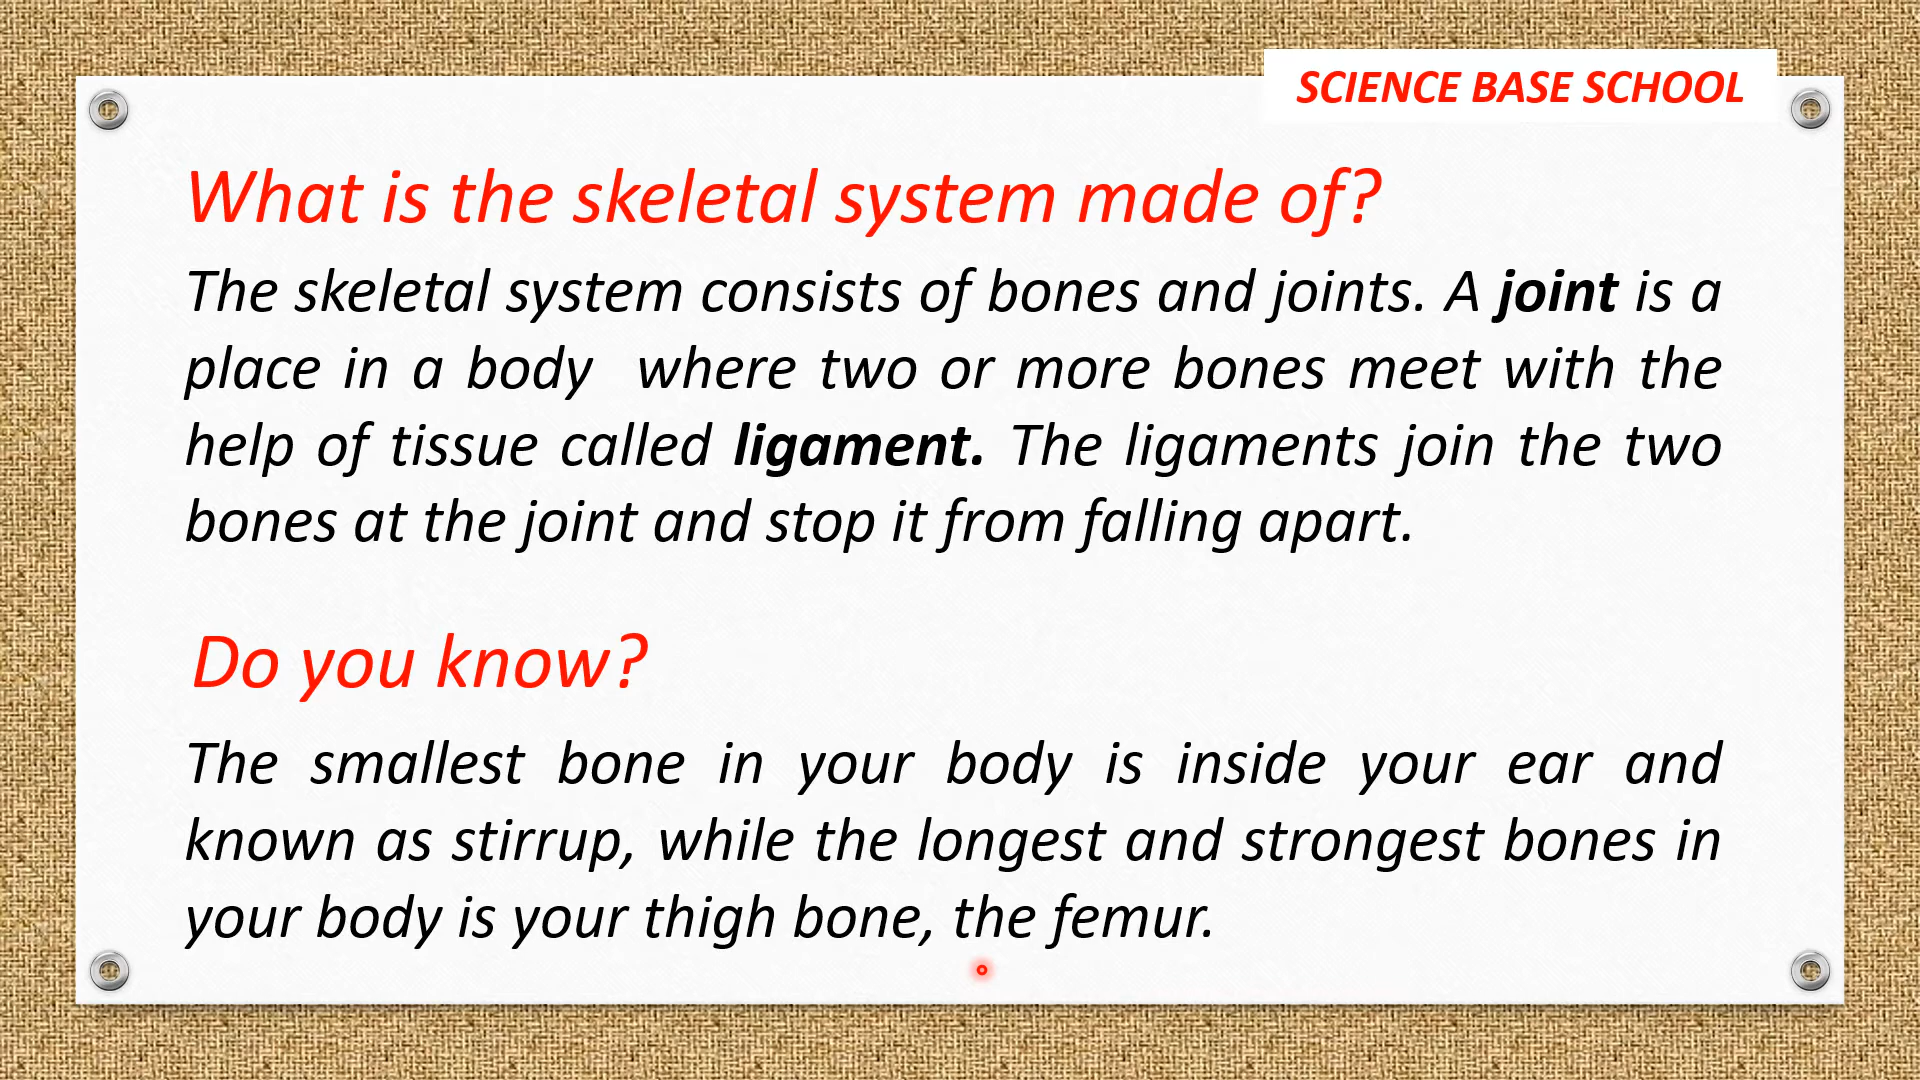 SCIENCE BASE SCHOOL
What is the skeletal system made of?
The skeletal system consists of bones and joints. A joint is a
place in a body where two or more bones meet with the
help of tissue called ligament. The ligaments join the two
bones at the joint and stop it from falling apart.
Do you know?
The smallest bone in your body is inside your ear and
known as stirrup, while the longest and strongest bones in
your body is your thigh bone, the femur.